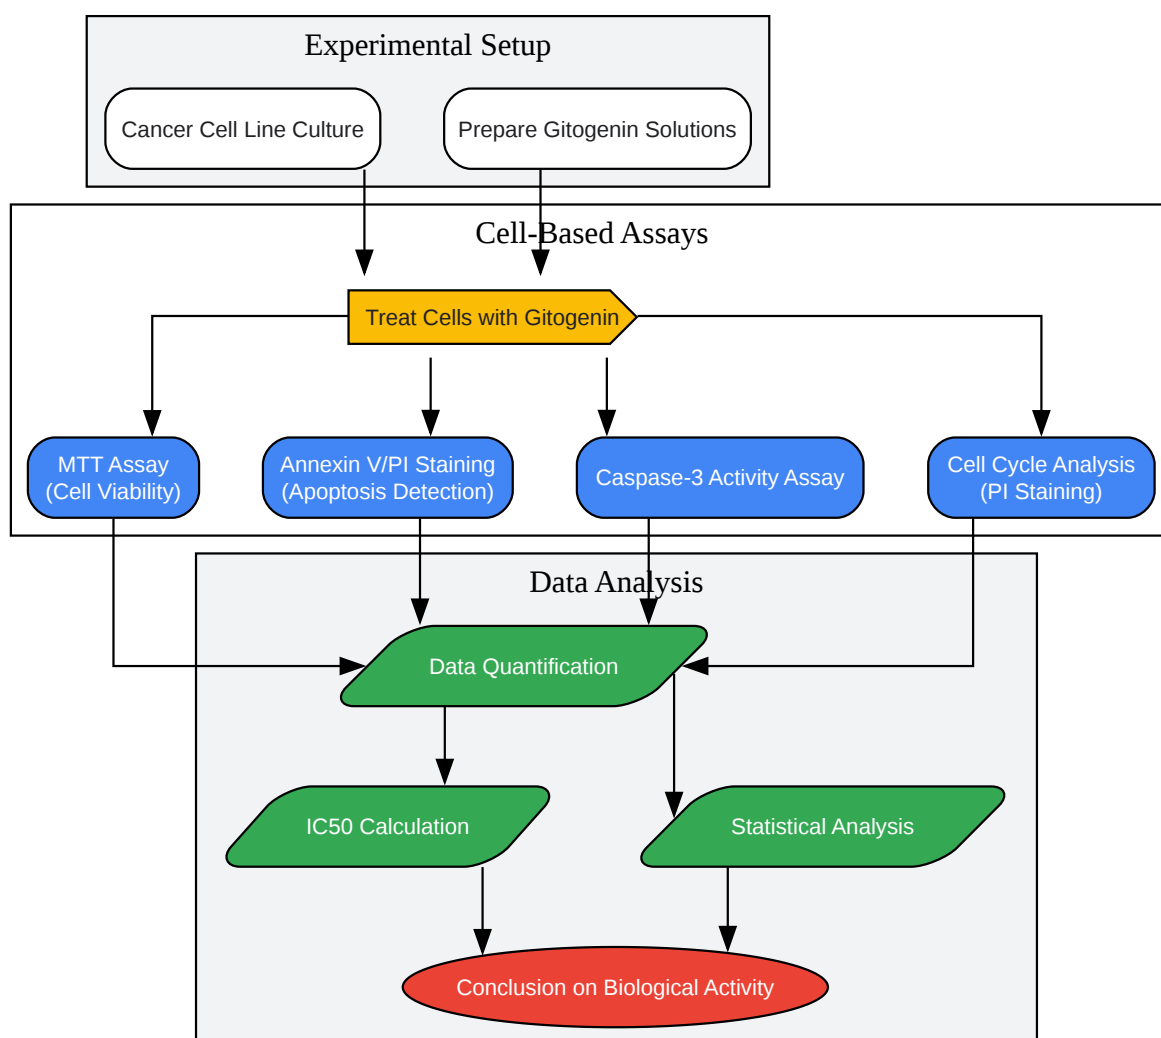 Experimental Setup
Cancer Cell Line Culture
Prepare Gitogenin Solutions
Cell-Based Assays
Treat Cells with Gitogenin
MTT Assay
(Cell Viability)
Annexin V/PI Staining
(Apoptosis Detection)
Caspase-3 Activity Assay
Cell Cycle Analysis
(PI Staining)
Data Analysis
Data Quantification
IC50 Calculation
Statistical Analysis
Conclusion on Biological Activity